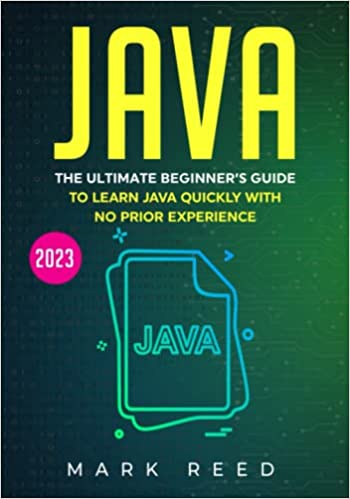 JAVA
THE ULTIMATE BEGINNER'S GUIDE
TO LEARN JAVA QUICKLY WITH
NO PRIOR EXPERIENCE
2023
JAVA
MARK REED